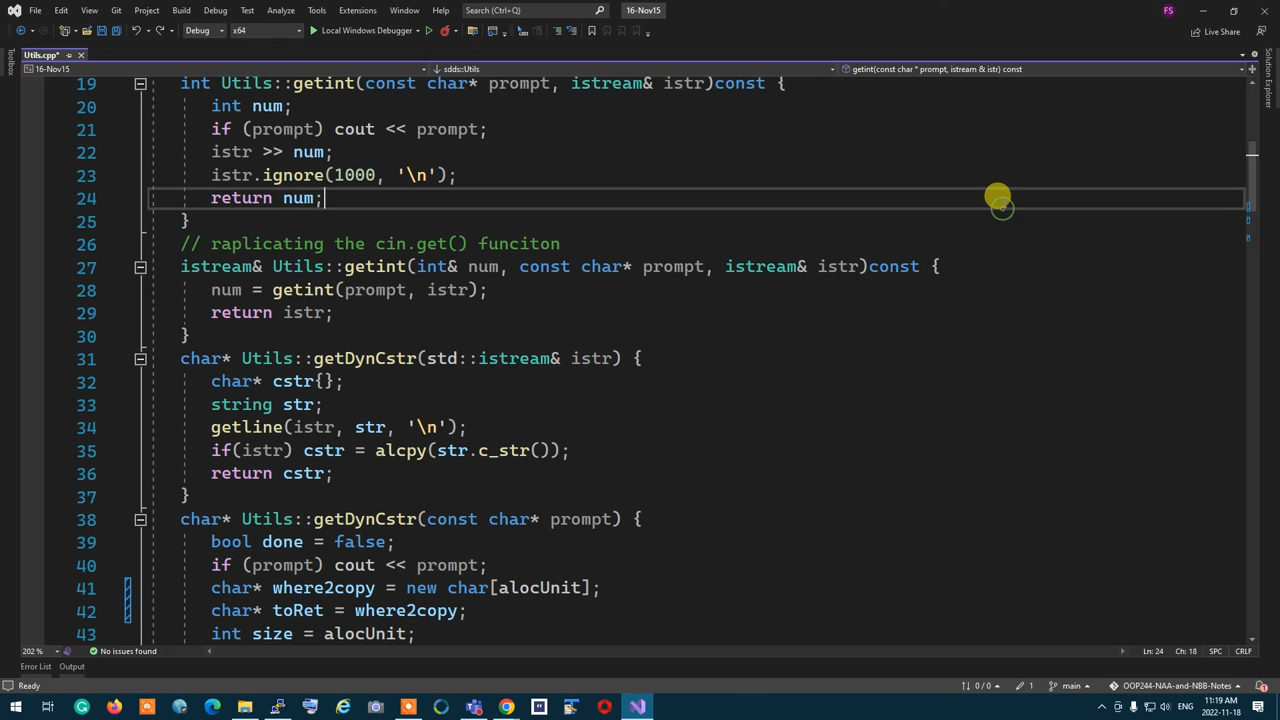 File Edit View Git Project Build Debug Test Analyze Tools Extensions Window Help Search (Ctrl+Q) 16-Nov15 FS
Debug x64 Local Windows Debugger Live Share
Utils.cpp*
16-Nov15 sdds::Utils getint(const char * prompt, istream & istr) const
Toolbox
Solution Explorer
19 int Utils::getint(const char* prompt, istream& istr)const {
20 int num;
21 if (prompt) cout << prompt;
22 istr >> num;
23 istr.ignore(1000, '\n');
24 return num;
25 }
26 // raplicating the cin.get() funciton
27 istream& Utils::getint(int& num, const char* prompt, istream& istr)const {
28 num = getint(prompt, istr);
29 return istr;
30 }
31 char* Utils::getDynCstr(std::istream& istr) {
32 char* cstr{};
33 string str;
34 getline(istr, str, '\n');
35 if(istr) cstr = alcpy(str.c_str());
36 return cstr;
37 }
38 char* Utils::getDynCstr(const char* prompt) {
39 bool done = false;
40 if (prompt) cout << prompt;
41 char* where2copy = new char[alocUnit];
42 char* toRet = where2copy;
43 int size = alocUnit;
202 % No issues found Ln: 24 Ch: 18 SPC CRLF
Error List Output
Ready 0 / 0 1 main OOP244-NAA-and-NBB-Notes 1
11:19 AM
2022-11-18